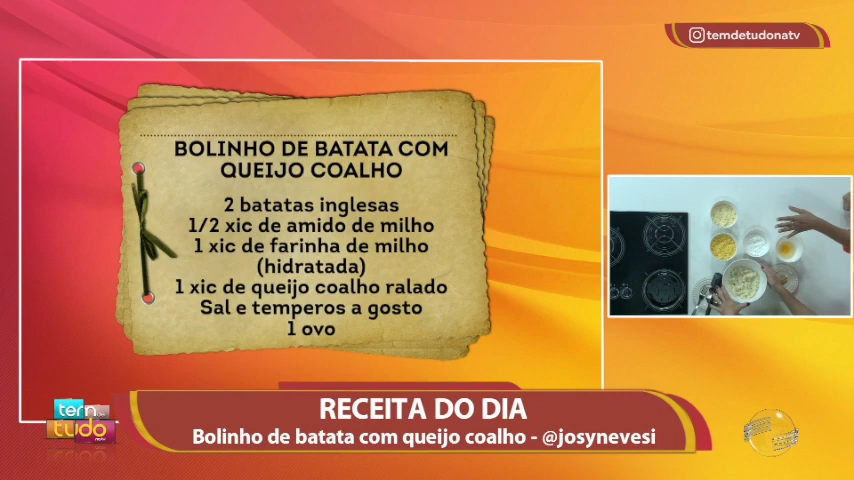 temdetudonatv
BOLINHO DE BATATA COM
QUEIJO COALHO
2 batatas inglesas
1/2 xic de amido de milho
1 xic de farinha de milho
(hidratada)
1 xic de queijo coalho ralado
Sal e temperos a gosto
1 ovo
tem de
tudo
natv
RECEITA DO DIA
Bolinho de batata com queijo coalho - @josynevesi